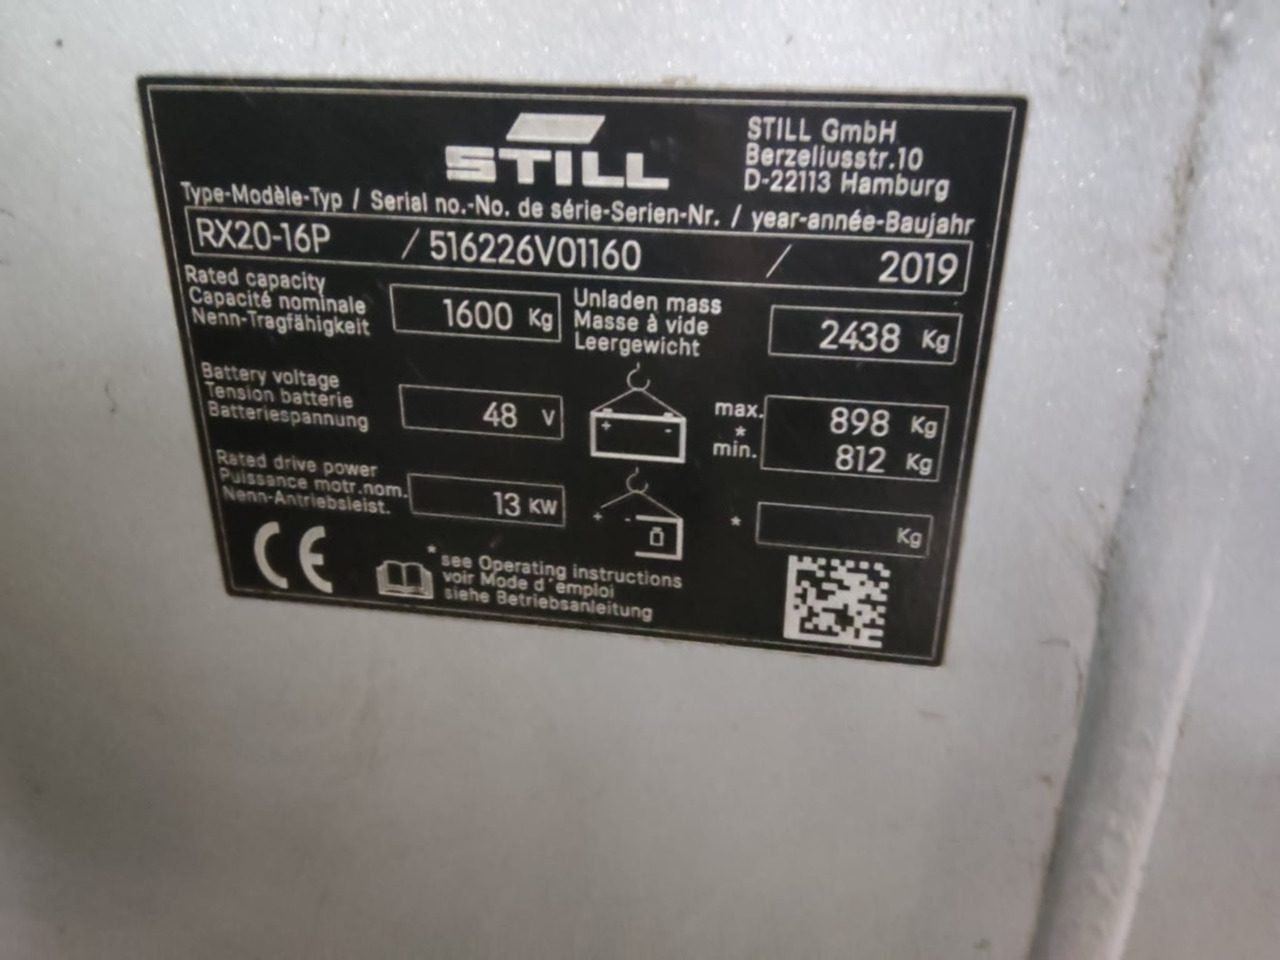 STILL
STILL GmbH
Berzeliusstr.10
D-22113 Hamburg
Type-Modèle-Typ / Serial no.-No. de série-Serien-Nr. / year-année-Baujahr
RX20-16P / 516226V01160 / 2019
Rated capacity
Capacité nominale
Nenn-Tragfähigkeit
1600 Kg
Unladen mass
Masse à vide
Leergewicht
2438 Kg
Battery voltage
Tension batterie
Batteriespannung
48 V
+ -
max. 898 Kg
*
min. 812 Kg
Rated drive power
Puissance motr.nom.
Nenn-Antriebsleist.
13 KW
+ -
* Kg
CE
* see Operating instructions
voir Mode d'emploi
siehe Betriebsanleitung